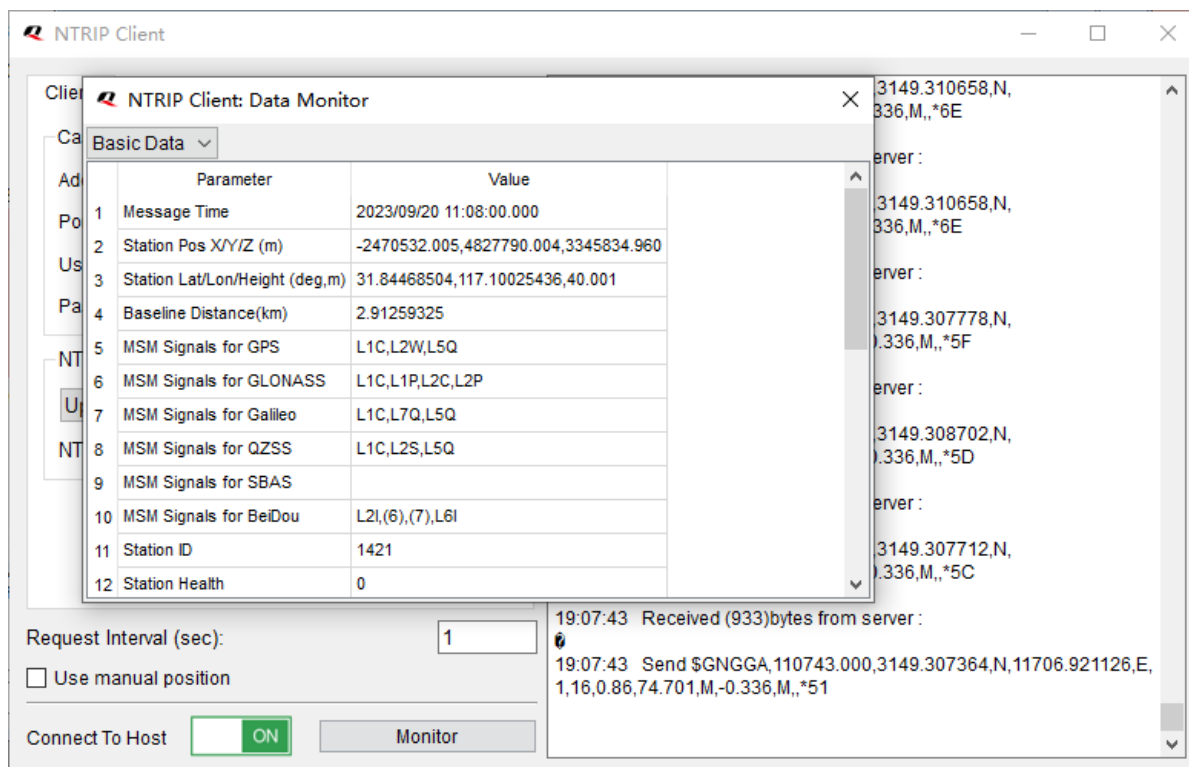 NTRIP Client
Clie
NTRIP Client: Data Monitor
Ca
Basic Data
Ad
Po
Us
Pa
NT
U
NT
Parameter Value
1 Message Time 2023/09/20 11:08:00.000
2 Station Pos X/Y/Z (m) -2470532.005,4827790.004,3345834.960
3 Station Lat/Lon/Height (deg,m) 31.84468504,117.10025436,40.001
4 Baseline Distance(km) 2.91259325
5 MSM Signals for GPS L1C,L2W,L5Q
6 MSM Signals for GLONASS L1C,L1P,L2C,L2P
7 MSM Signals for Galileo L1C,L7Q,L5Q
8 MSM Signals for QZSS L1C,L2S,L5Q
9 MSM Signals for SBAS
10 MSM Signals for BeiDou L2I,(6),(7),L6I
11 Station ID 1421
12 Station Health 0
Request Interval (sec): 1
Use manual position
Connect To Host ON Monitor
,3149.310658,N,
336,M,,*6E
erver :
,3149.310658,N,
336,M,,*6E
erver :
,3149.307778,N,
.336,M,,*5F
erver :
,3149.308702,N,
.336,M,,*5D
erver :
,3149.307712,N,
.336,M,,*5C
19:07:43 Received (933)bytes from server :
�
19:07:43 Send $GNGGA,110743.000,3149.307364,N,11706.921126,E,
1,16,0.86,74.701,M,-0.336,M,,*51